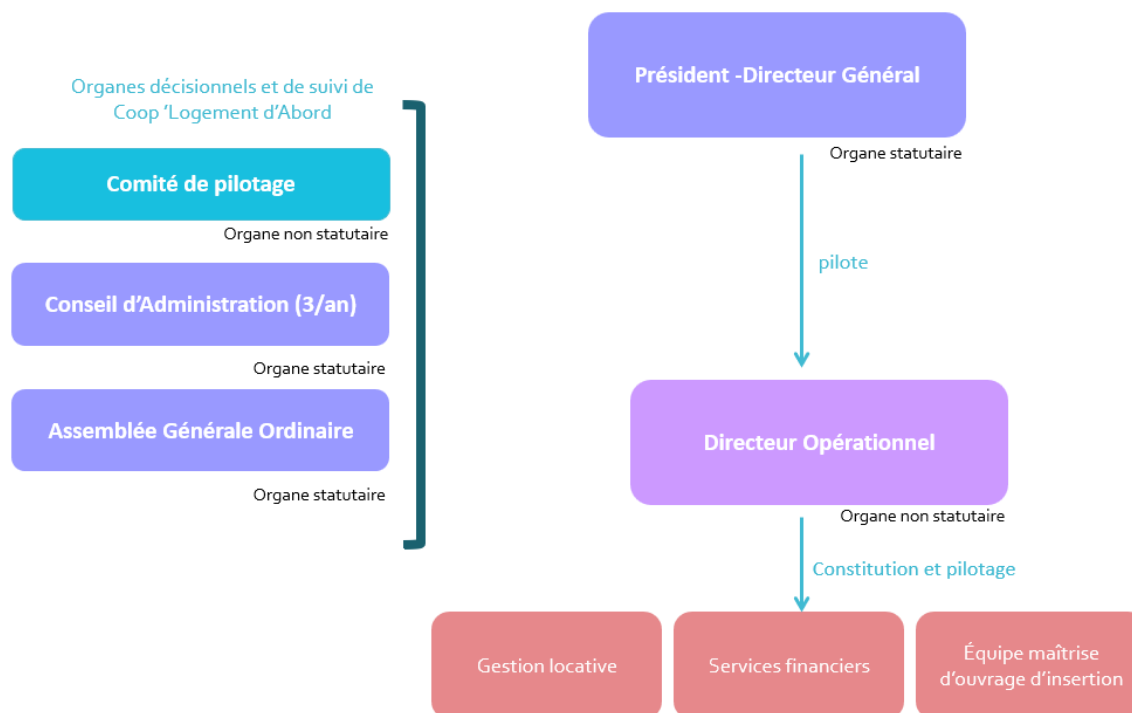 Organes décisionnels et de suivi de
Coop ‘Logement d’Abord
Comité de pilotage
Organe non statutaire
Conseil d’Administration (3/an)
Organe statutaire
Assemblée Générale Ordinaire
Organe statutaire
Président -Directeur Général
Organe statutaire
pilote
Directeur Opérationnel
Organe non statutaire
Constitution et pilotage
Gestion locative
Services financiers
Équipe maîtrise
d’ouvrage d’insertion